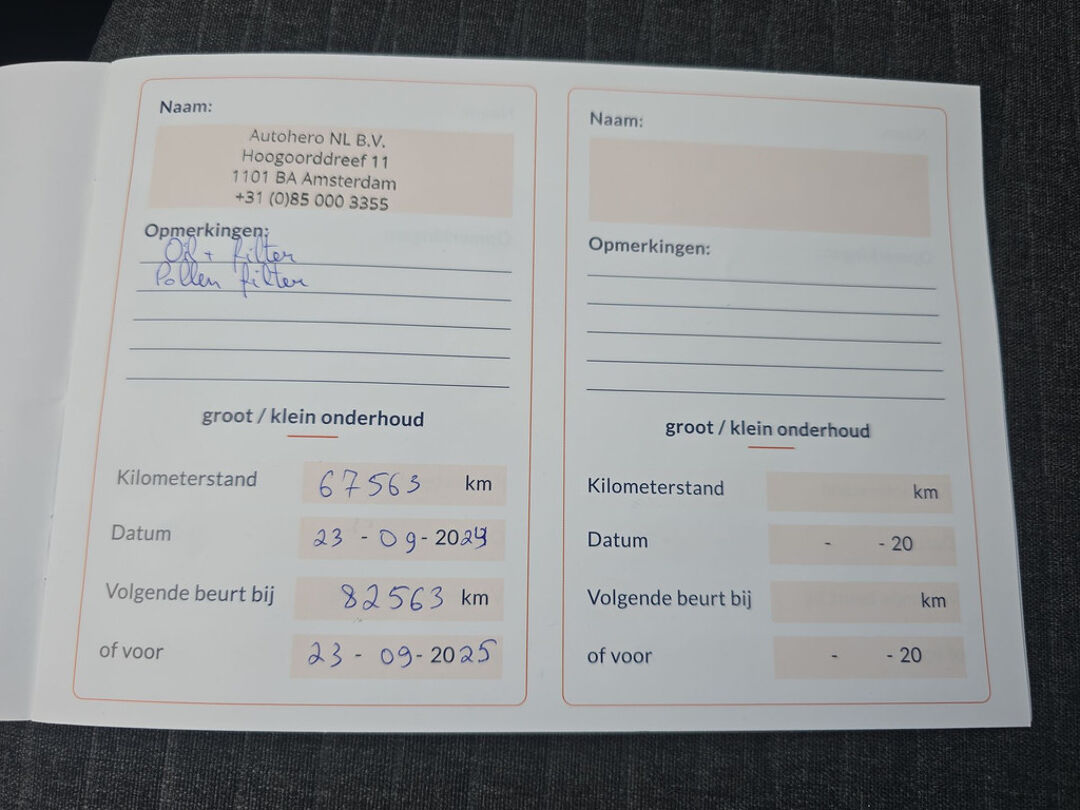 Naam:
Autohero NL B.V.
Hoogoorddreef 11
1101 BA Amsterdam
+31 (0)85 000 3355
Opmerkingen:
Oil + filter
Pollen filter
groot / klein onderhoud
Kilometerstand 67563 km
Datum 23 - 09 - 2024
Volgende beurt bij 82563 km
of voor 23 - 09 - 2025
Naam:
Opmerkingen:
groot / klein onderhoud
Kilometerstand km
Datum - - 20
Volgende beurt bij km
of voor - - 20